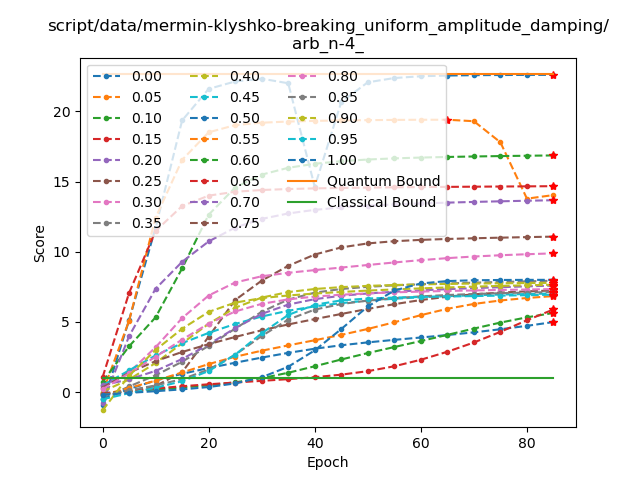 script/data/mermin-klyshko-breaking_uniform_amplitude_damping/
arb_n-4_
0.00 0.40 0.80
0.05 0.45 0.85
0.10 0.50 0.90
0.15 0.55 0.95
0.20 0.60 1.00
0.25 0.65 Quantum Bound
0.30 0.70 Classical Bound
0.35 0.75
Score
20
15
10
5
0
0 20 40 60 80
Epoch